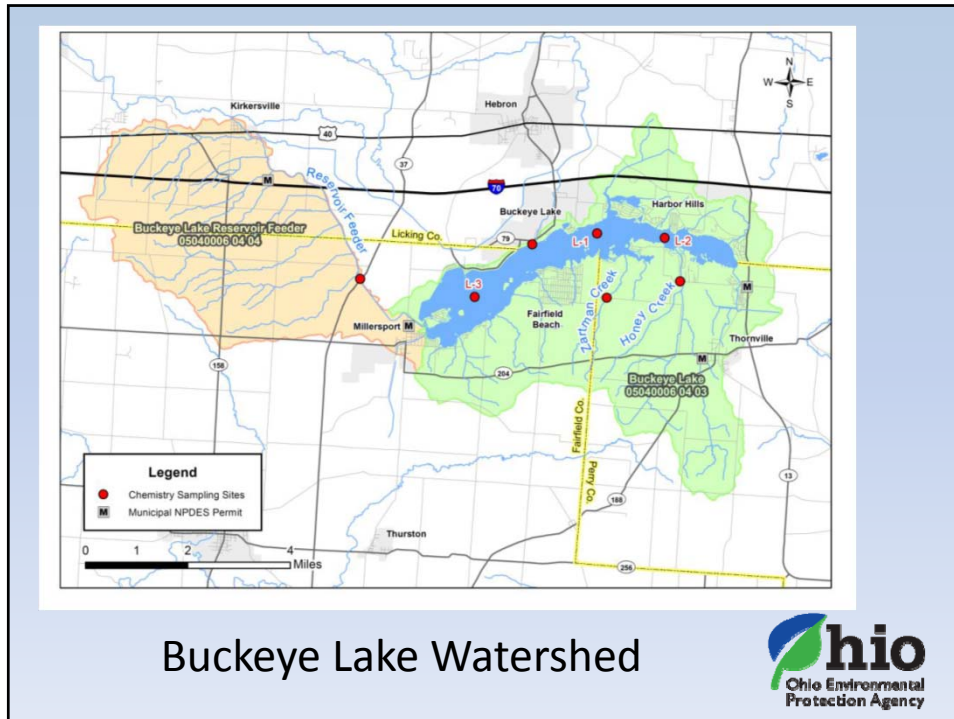 N
W E
S
Kirkersville
Hebron
40
37
Reservoir Feeder
M
70
Harbor Hills
Buckeye Lake
Buckeye Lake Reservoir Feeder
05040006 04 04
Licking Co.
79
L-1
L-2
L-3
Zartman Creek
Honey Creek
M
Fairfield
Beach
Millersport
M
Thornville
M
158
204
Buckeye Lake
05040006 04 03
Fairfield Co.
Perry Co.
13
188
Legend
Chemistry Sampling Sites
M Municipal NPDES Permit
Thurston
0 1 2 4
Miles
256
Buckeye Lake Watershed
Ohio
Ohio Environmental
Protection Agency